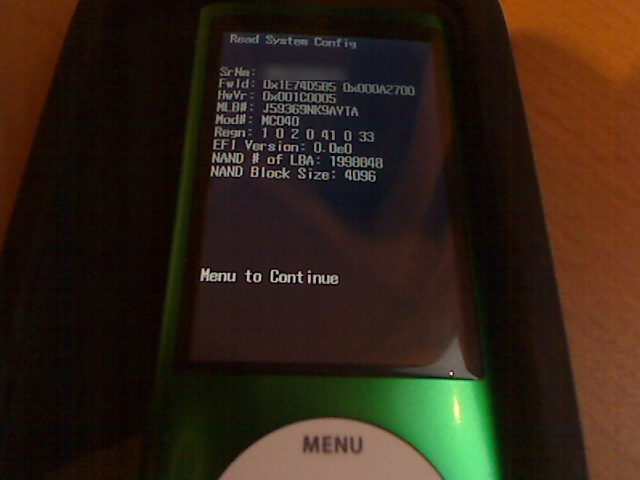 Read System Config
SrNm:
FwId: 0x1E74D5B5 0x000A2700
HwVr: 0x001C0005
MLB#: J59369NK9AVTA
Mod#: MC040
Regn: 1 0 2 0 41 0 33
EFI Version: 0.0e0
NAND # of LBA: 1998848
NAND Block Size: 4096
Menu to Continue
MENU